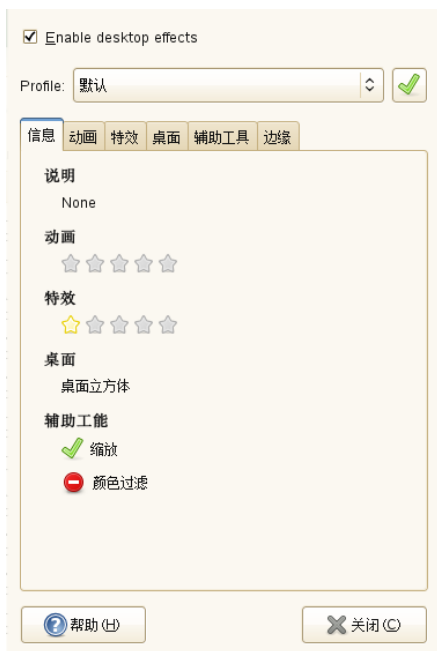 Enable desktop effects
Profile: 默认
信息 动画 特效 桌面 辅助工具 边缘
说明
None
动画
特效
桌面
桌面立方体
辅助工能
缩放
颜色过滤
帮助(H) 关闭(C)